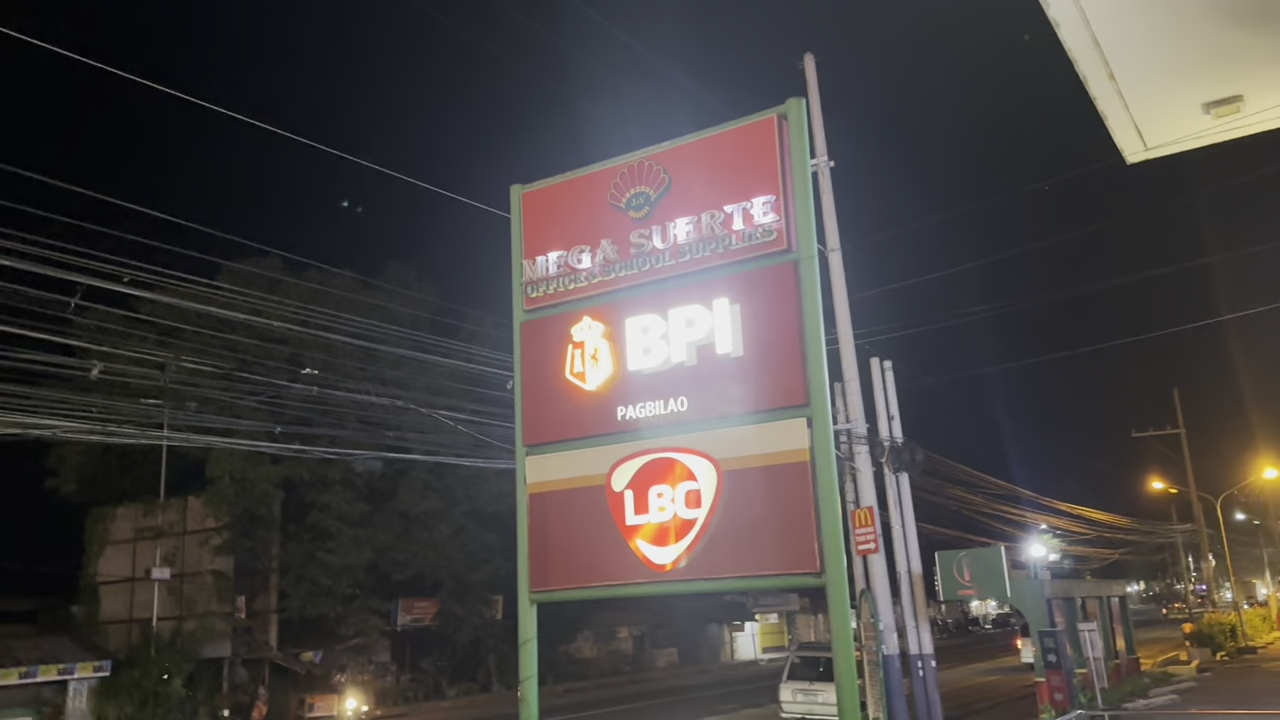 J&V
MEGA SUERTE
OFFICE & SCHOOL SUPPLIES
BPI
PAGBILAO
LBC